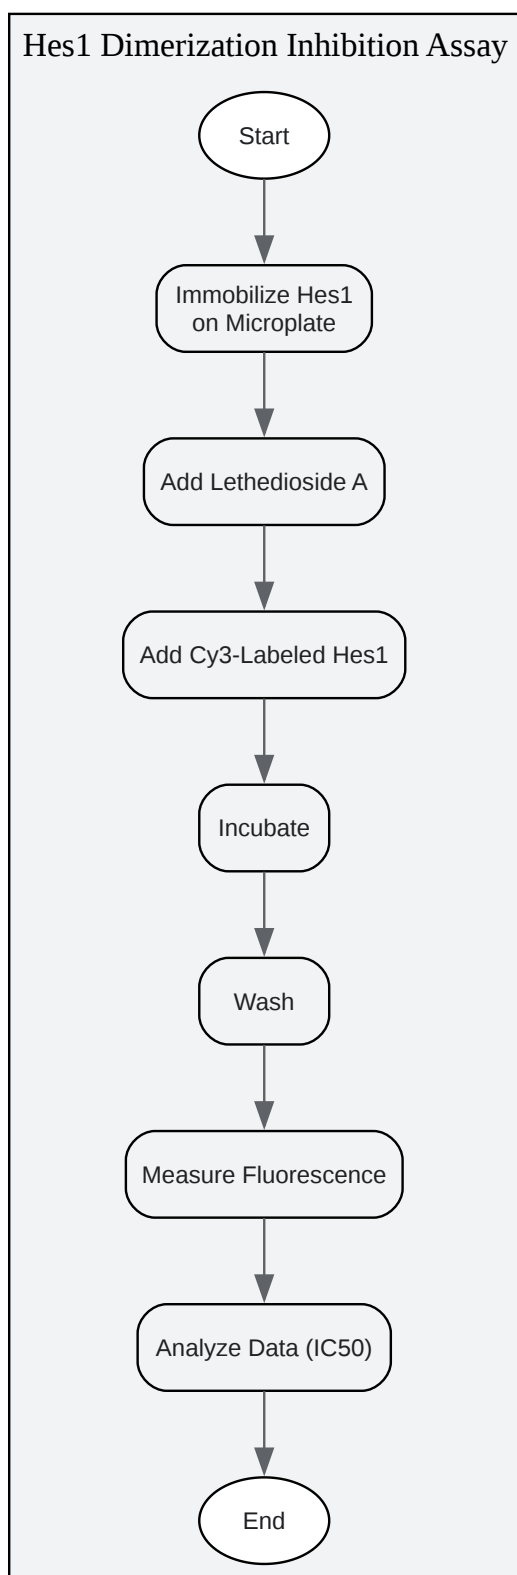 Hes1 Dimerization Inhibition Assay
Start
Immobilize Hes1
on Microplate
Add Lethedioside A
Add Cy3-Labeled Hes1
Incubate
Wash
Measure Fluorescence
Analyze Data (IC50)
End